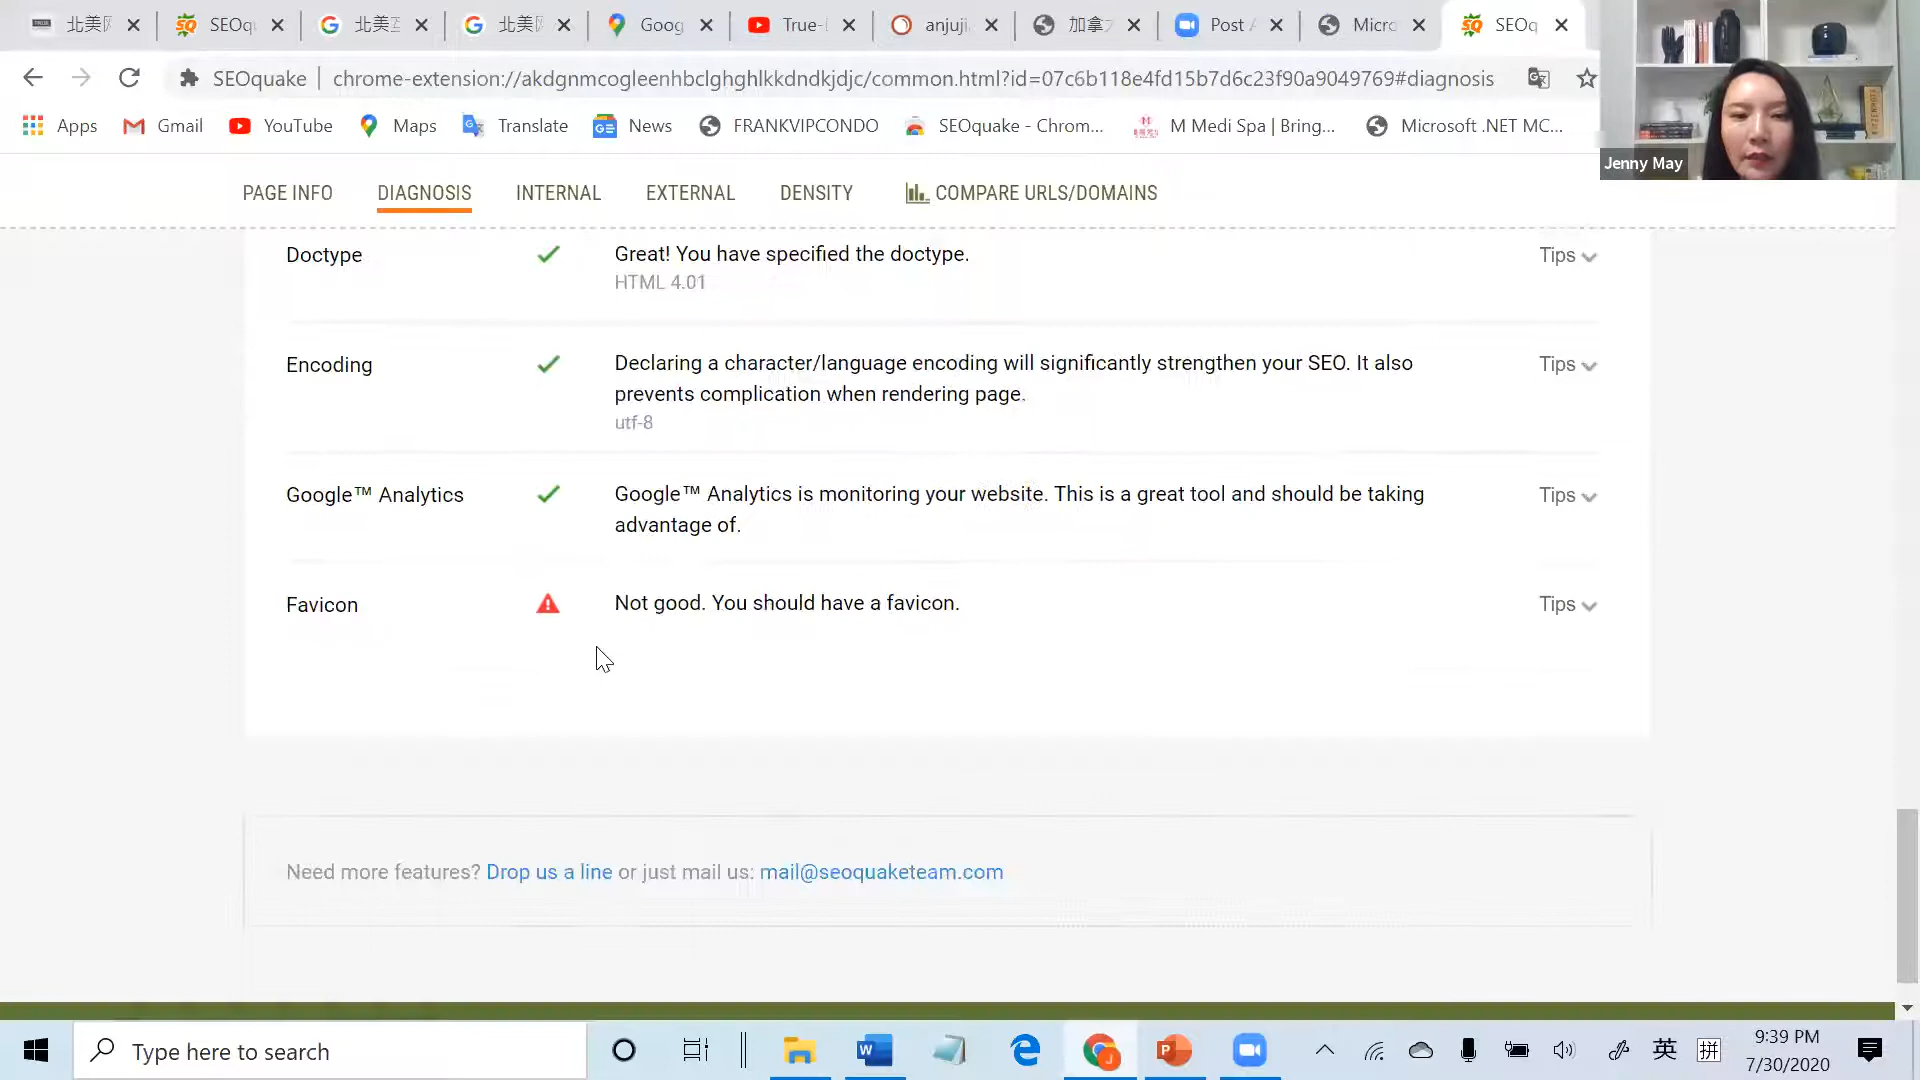 北美 SEOq 北美 北美 Goog True- anjuji 加拿 Post Micro SEOq
SEOquake chrome-extension://akdgnmcogleenhbclghghlkkdndkjdjc/common.html?id=07c6b118e4fd15b7d6c23f90a9049769#diagnosis
Apps Gmail YouTube Maps Translate News FRANKVIPCONDO SEOquake - Chrom... M Medi Spa | Bring... Microsoft .NET MC...
Jenny May
PAGE INFO DIAGNOSIS INTERNAL EXTERNAL DENSITY COMPARE URLS/DOMAINS
Doctype Great! You have specified the doctype. Tips
HTML 4.01
Encoding Declaring a character/language encoding will significantly strengthen your SEO. It also Tips
prevents complication when rendering page.
utf-8
Google™ Analytics Google™ Analytics is monitoring your website. This is a great tool and should be taking Tips
advantage of.
Favicon Not good. You should have a favicon. Tips
Need more features? Drop us a line or just mail us: mail@seoquaketeam.com
Type here to search 英 拼 9:39 PM
7/30/2020